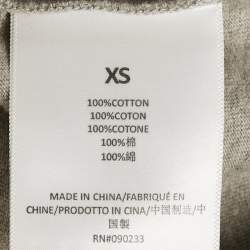 XS
100%COTTON
100%COTON
100%COTONE
100%棉
100%綿
MADE IN CHINA/FABRIQUÉ EN
CHINE/PRODOTTO IN CINA/中国制造/中
国製
RN#090233